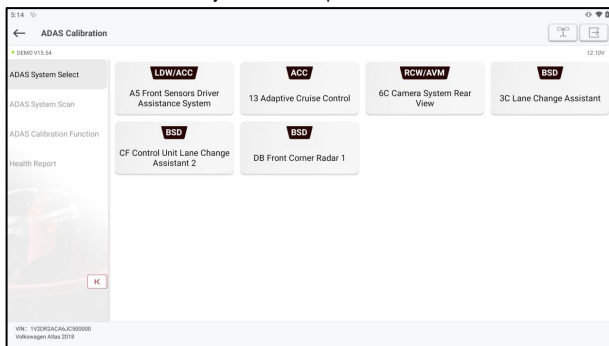 5:14
ADAS Calibration
DEMO V15.54
12.10V
ADAS System Select
ADAS System Scan
ADAS Calibration Function
Health Report
LDW/ACC
A5 Front Sensors Driver
Assistance System
ACC
13 Adaptive Cruise Control
RCW/AVM
6C Camera System Rear
View
BSD
3C Lane Change Assistant
BSD
CF Control Unit Lane Change
Assistant 2
BSD
DB Front Corner Radar 1
VIN: 1V2DR2ACA6JC500000
Volkswagen Atlas 2018